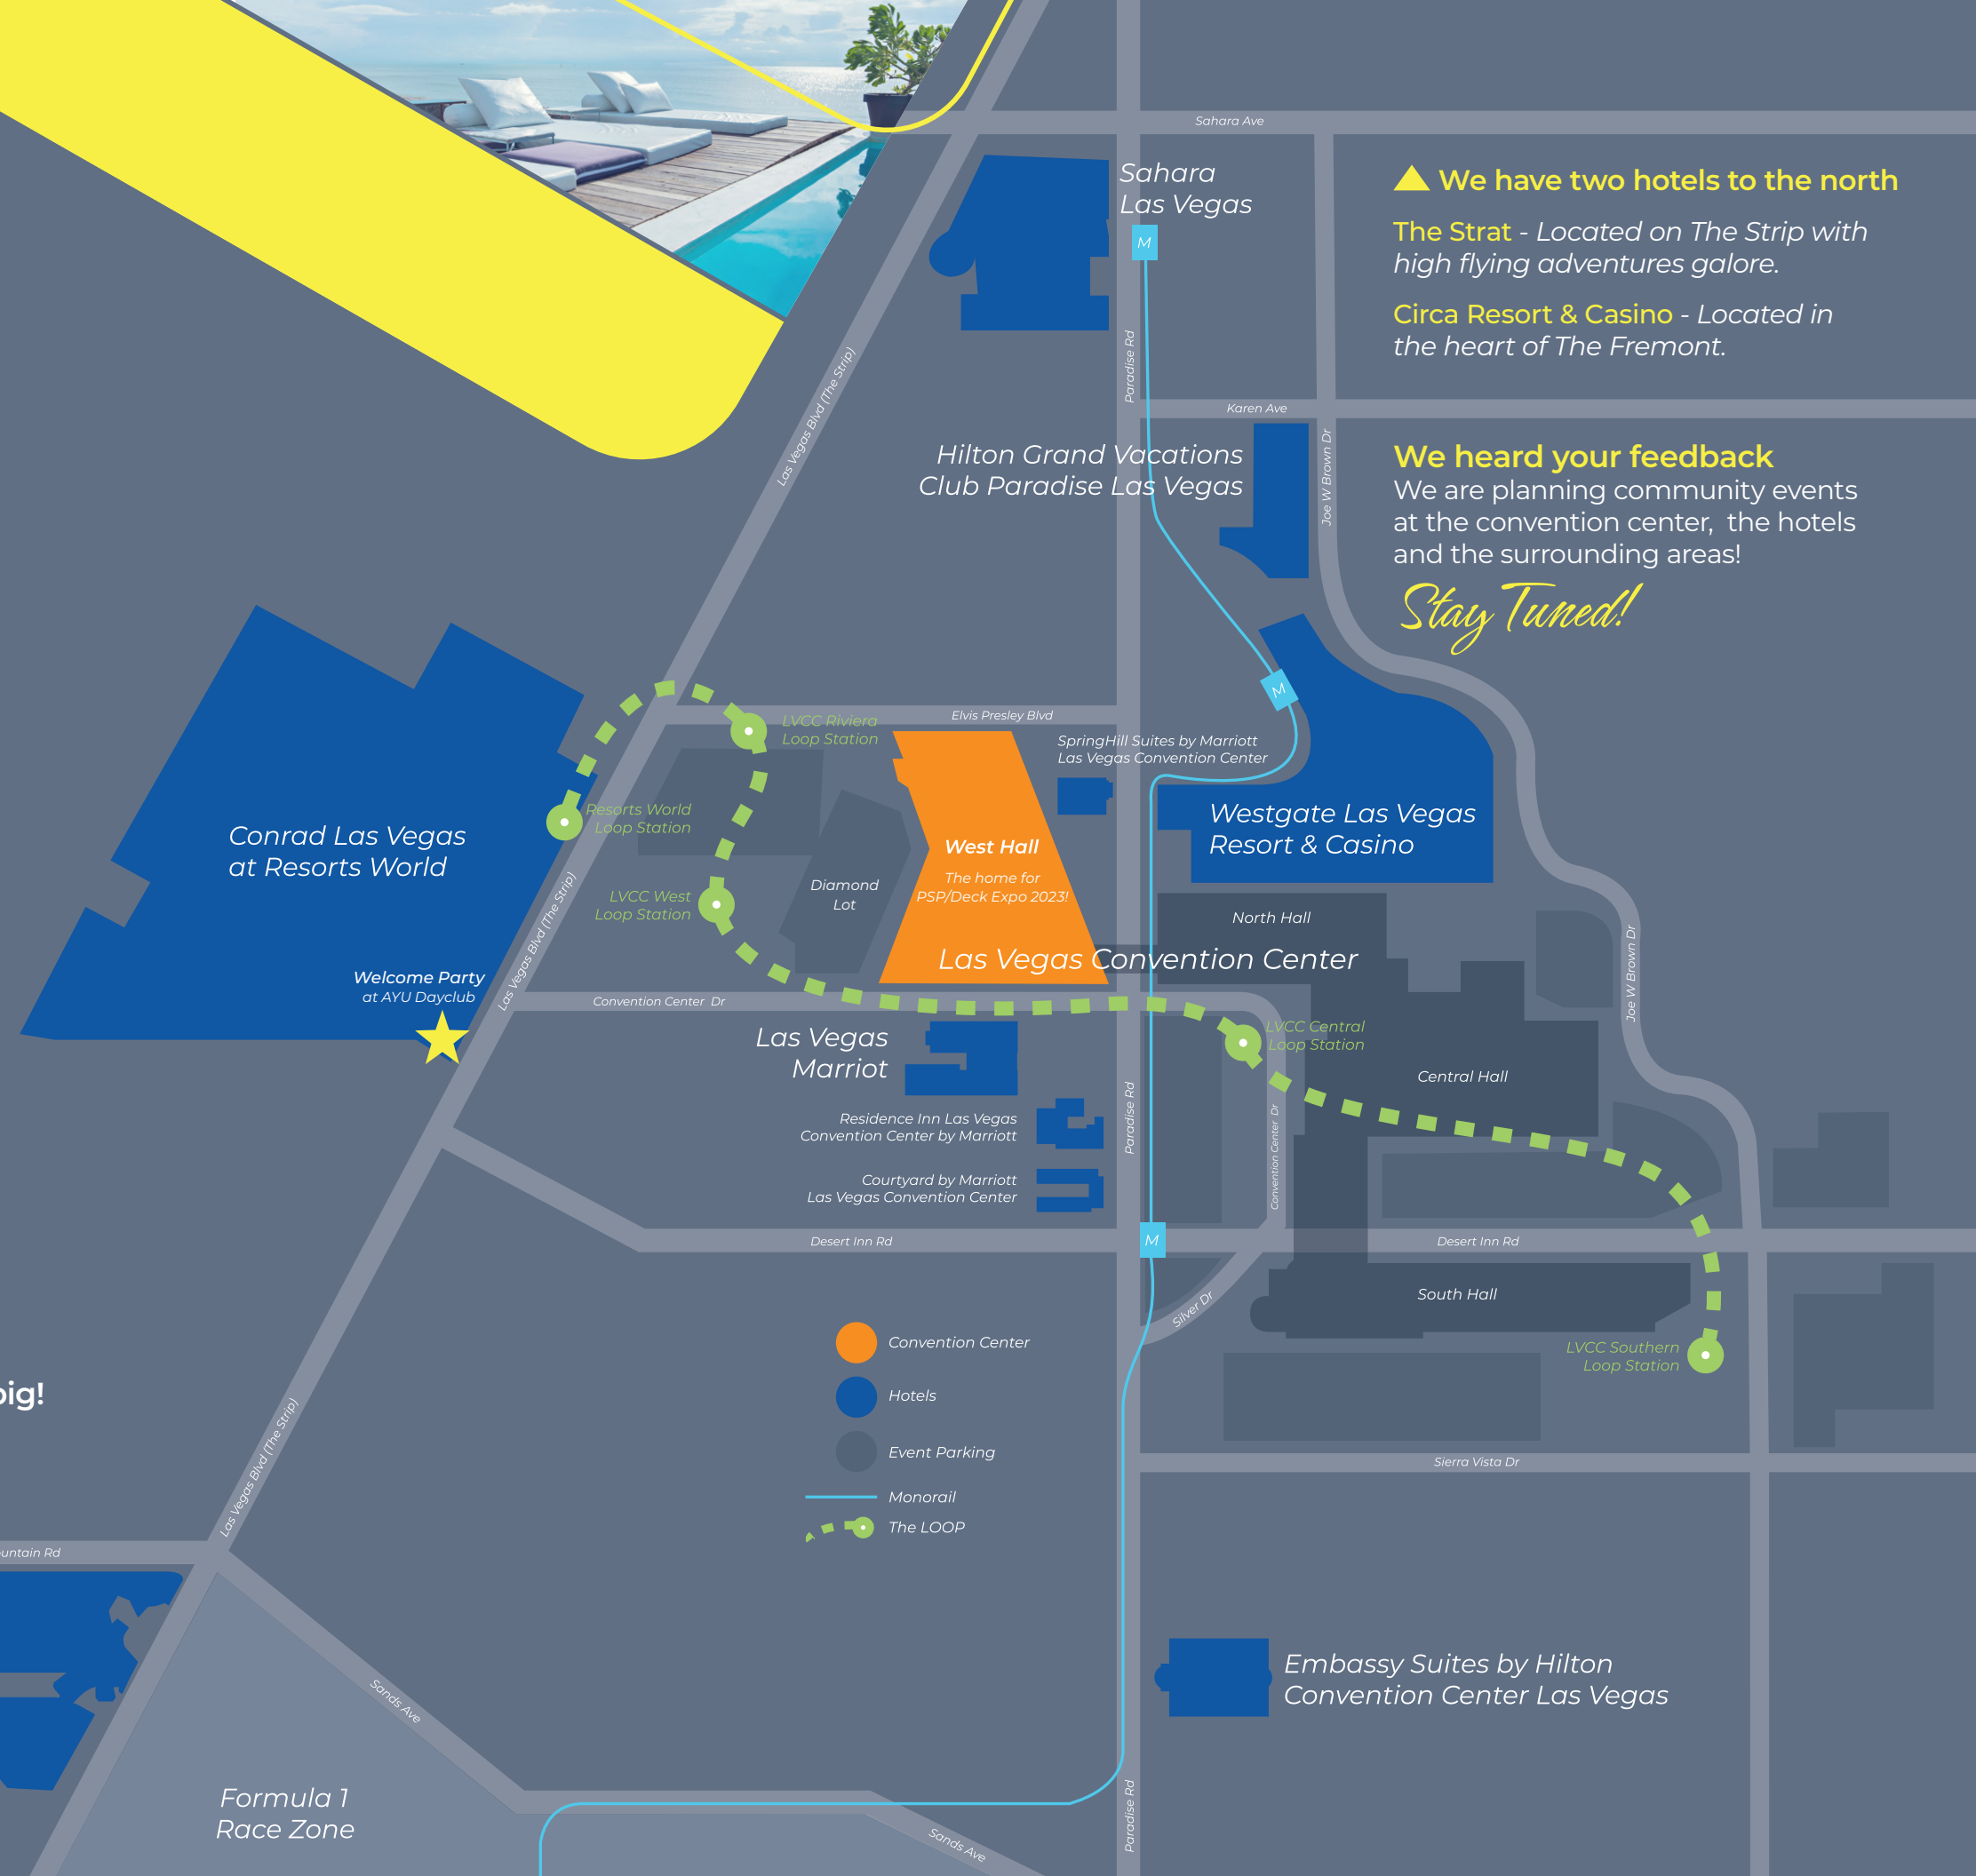 Sahara Ave
Sahara
Las Vegas
M
We have two hotels to the north
The Strat - Located on The Strip with
high flying adventures galore.
Circa Resort & Casino - Located in
the heart of The Fremont.
Paradise Rd
Las Vegas Blvd (The Strip)
Karen Ave
Joe W Brown Dr
Hilton Grand Vacations
Club Paradise Las Vegas
We heard your feedback
We are planning community events
at the convention center, the hotels
and the surrounding areas!
Stay Tuned!
M
LVCC Riviera
Loop Station
Elvis Presley Blvd
SpringHill Suites by Marriott
Las Vegas Convention Center
Resorts World
Loop Station
Conrad Las Vegas
at Resorts World
Westgate Las Vegas
Resort & Casino
West Hall
The home for
PSP/Deck Expo 2023!
Diamond
Lot
LVCC West
Loop Station
North Hall
Las Vegas Convention Center
Las Vegas Blvd (The Strip)
Joe W Brown Dr
Welcome Party
at AYU Dayclub
Convention Center Dr
Las Vegas
Marriot
LVCC Central
Loop Station
Central Hall
Residence Inn Las Vegas
Convention Center by Marriott
Paradise Rd
Convention Center Dr
Courtyard by Marriott
Las Vegas Convention Center
Desert Inn Rd
M
Desert Inn Rd
Silver Dr
South Hall
LVCC Southern
Loop Station
Convention Center
Hotels
Event Parking
Monorail
The LOOP
big!
Las Vegas Blvd (The Strip)
Sierra Vista Dr
untain Rd
Sands Ave
Embassy Suites by Hilton
Convention Center Las Vegas
Formula 1
Race Zone
Paradise Rd
Sands Ave